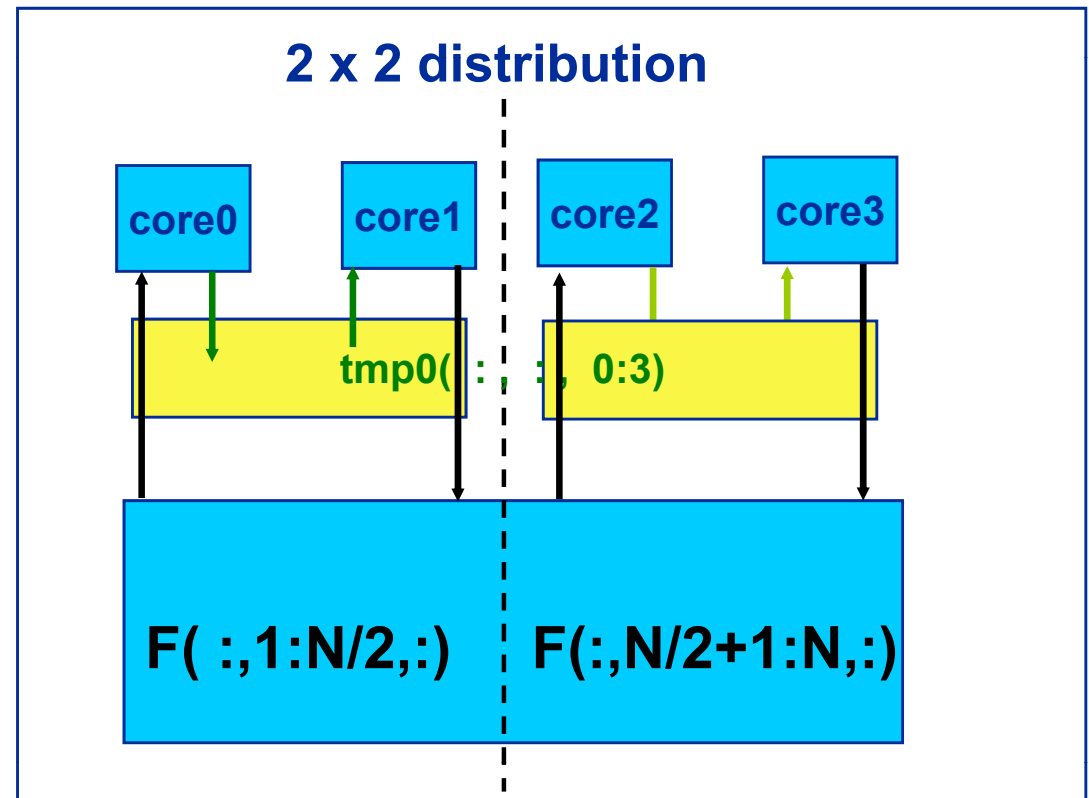 2 x 2 distribution
core0 core1 core2 core3
tmp0( : , : , 0:3)
F( :,1:N/2,:) F(:,N/2+1:N,:)